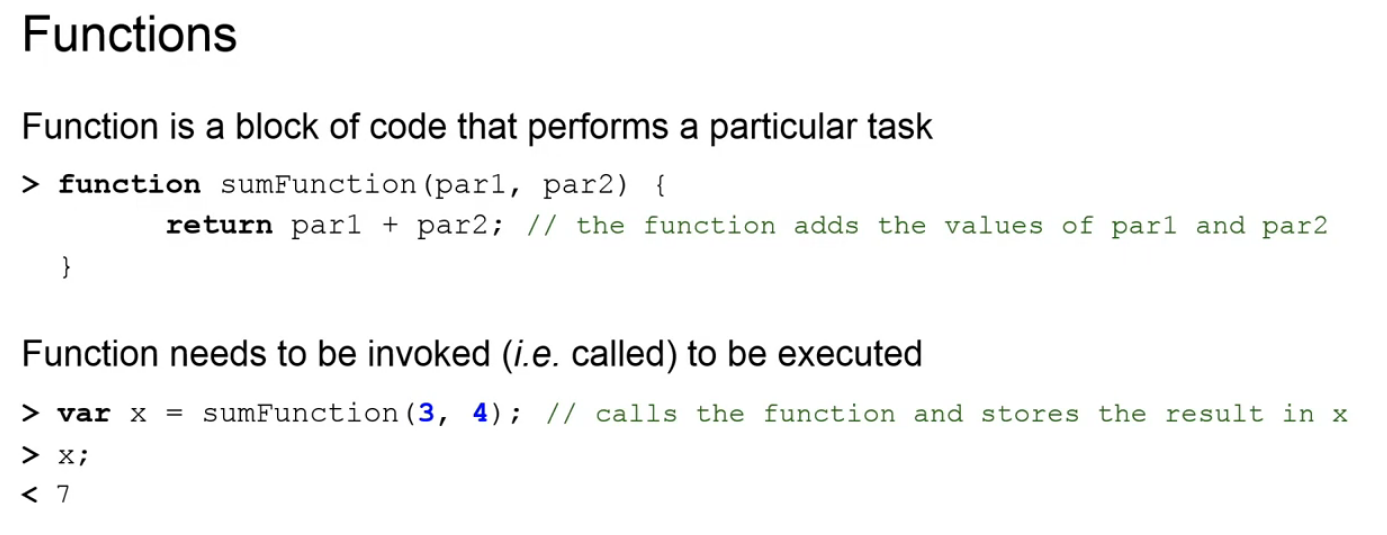 Functions
Function is a block of code that performs a particular task
> function sumFunction(par1, par2) {
return par1 + par2; // the function adds the values of par1 and par2
}
Function needs to be invoked (i.e. called) to be executed
> var x = sumFunction(3, 4); // calls the function and stores the result in x
> x;
< 7